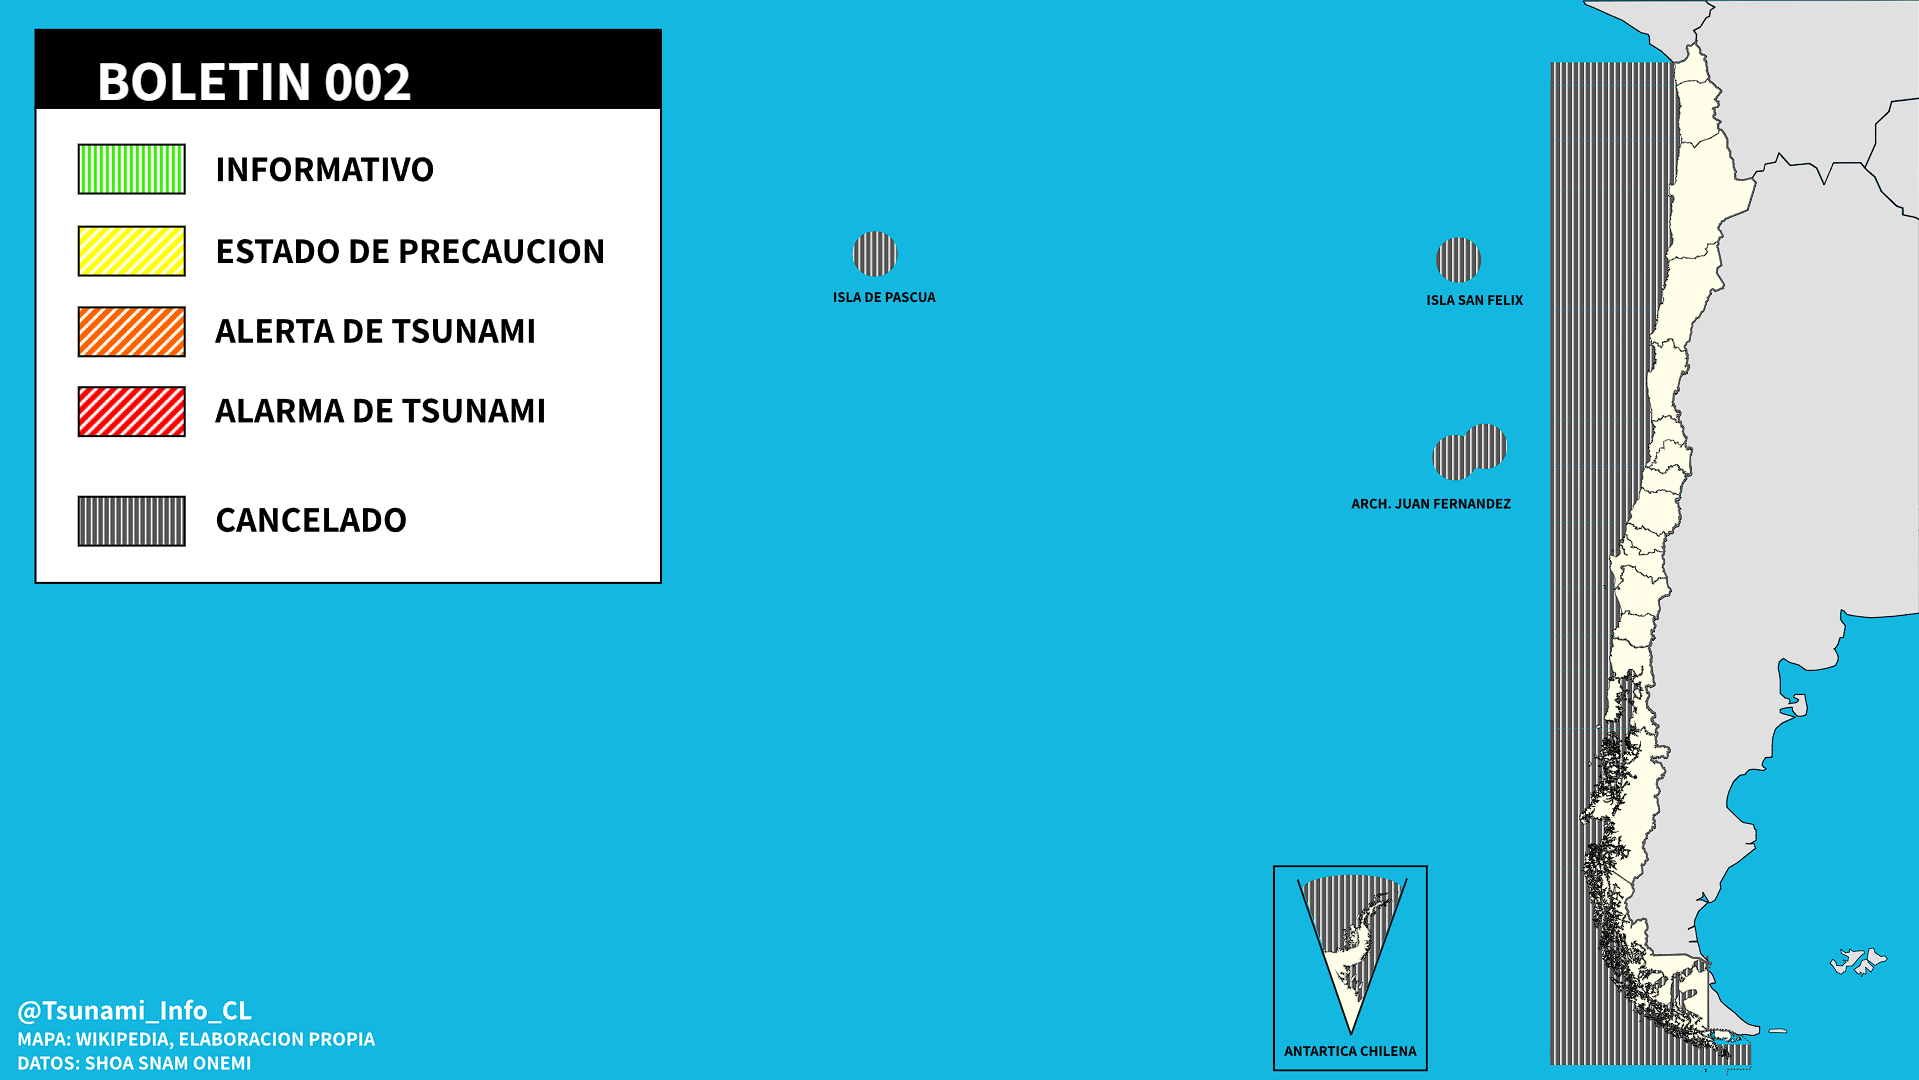 BOLETIN 002
INFORMATIVO
ESTADO DE PRECAUCION
ALERTA DE TSUNAMI
ALARMA DE TSUNAMI
CANCELADO
ISLA DE PASCUA
ISLA SAN FELIX
ARCH. JUAN FERNANDEZ
ANTARTICA CHILENA
@Tsunami_Info_CL
MAPA: WIKIPEDIA, ELABORACION PROPIA
DATOS: SHOA SNAM ONEMI